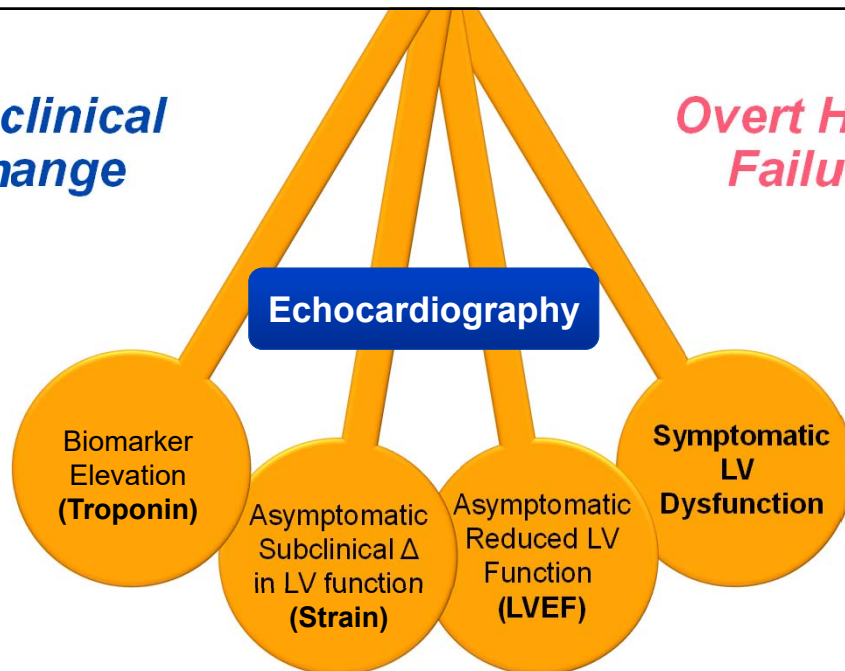 clinical
ange
Overt H
Failu
Echocardiography
Biomarker
Elevation
(Troponin)
Asymptomatic
Subclinical Δ
in LV function
(Strain)
Asymptomatic
Reduced LV
Function
(LVEF)
Symptomatic
LV
Dysfunction